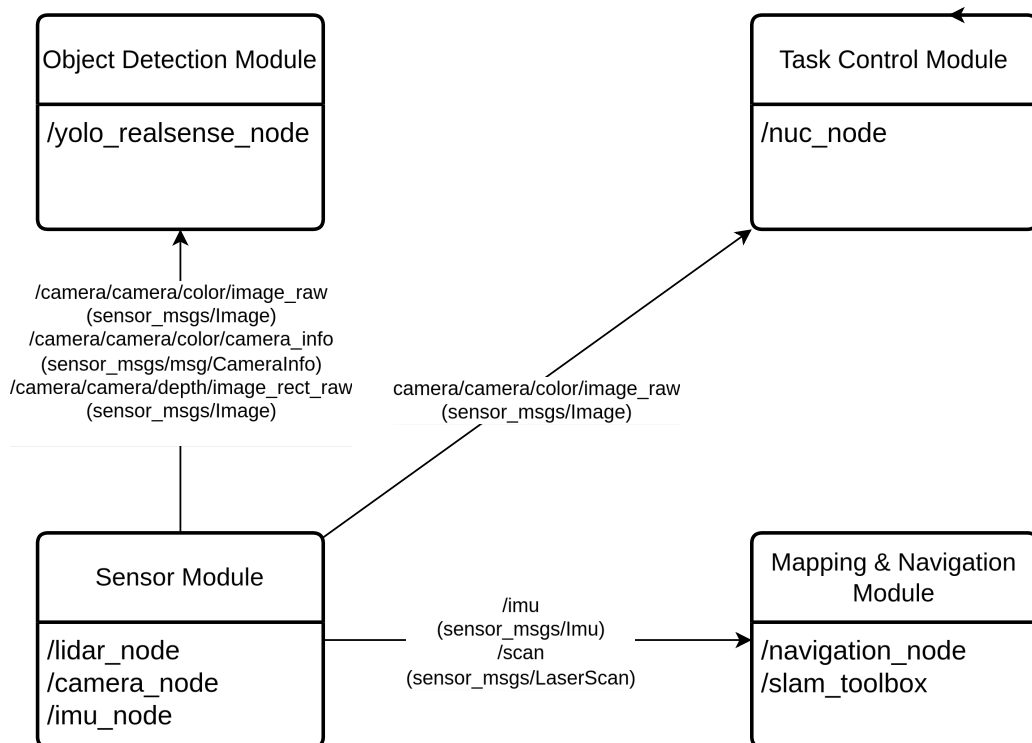 Object Detection Module
/yolo_realsense_node
Task Control Module
/nuc_node
/camera/camera/color/image_raw
(sensor_msgs/Image)
/camera/camera/color/camera_info
(sensor_msgs/msg/CameraInfo)
/camera/camera/depth/image_rect_raw
(sensor_msgs/Image)
camera/camera/color/image_raw
(sensor_msgs/Image)
Sensor Module
/lidar_node
/camera_node
/imu_node
/imu
(sensor_msgs/Imu)
/scan
(sensor_msgs/LaserScan)
Mapping & Navigation
Module
/navigation_node
/slam_toolbox